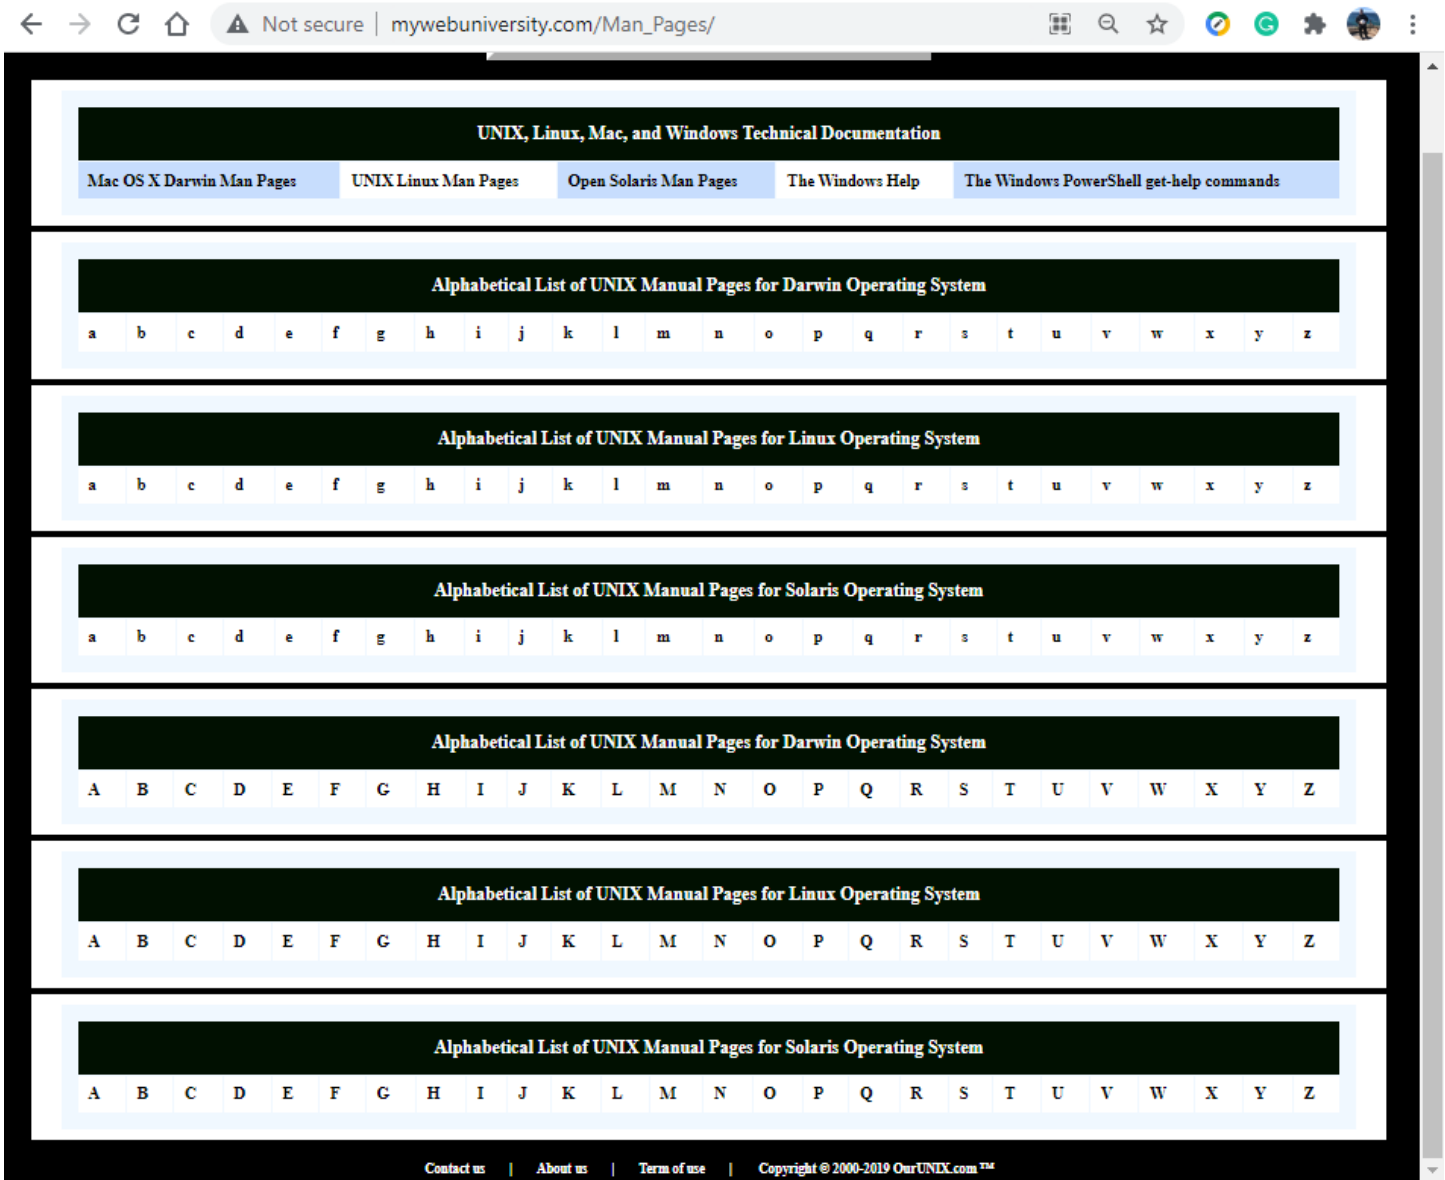 Not secure | mywebuniversity.com/Man_Pages/
UNIX, Linux, Mac, and Windows Technical Documentation
Mac OS X Darwin Man Pages UNIX Linux Man Pages Open Solaris Man Pages The Windows Help The Windows PowerShell get-help commands
Alphabetical List of UNIX Manual Pages for Darwin Operating System
a b c d e f g h i j k l m n o p q r s t u v w x y z
Alphabetical List of UNIX Manual Pages for Linux Operating System
a b c d e f g h i j k l m n o p q r s t u v w x y z
Alphabetical List of UNIX Manual Pages for Solaris Operating System
a b c d e f g h i j k l m n o p q r s t u v w x y z
Alphabetical List of UNIX Manual Pages for Darwin Operating System
A B C D E F G H I J K L M N O P Q R S T U V W X Y Z
Alphabetical List of UNIX Manual Pages for Linux Operating System
A B C D E F G H I J K L M N O P Q R S T U V W X Y Z
Alphabetical List of UNIX Manual Pages for Solaris Operating System
A B C D E F G H I J K L M N O P Q R S T U V W X Y Z
Contact us | About us | Term of use | Copyright © 2000-2019 OurUNIX.com ™